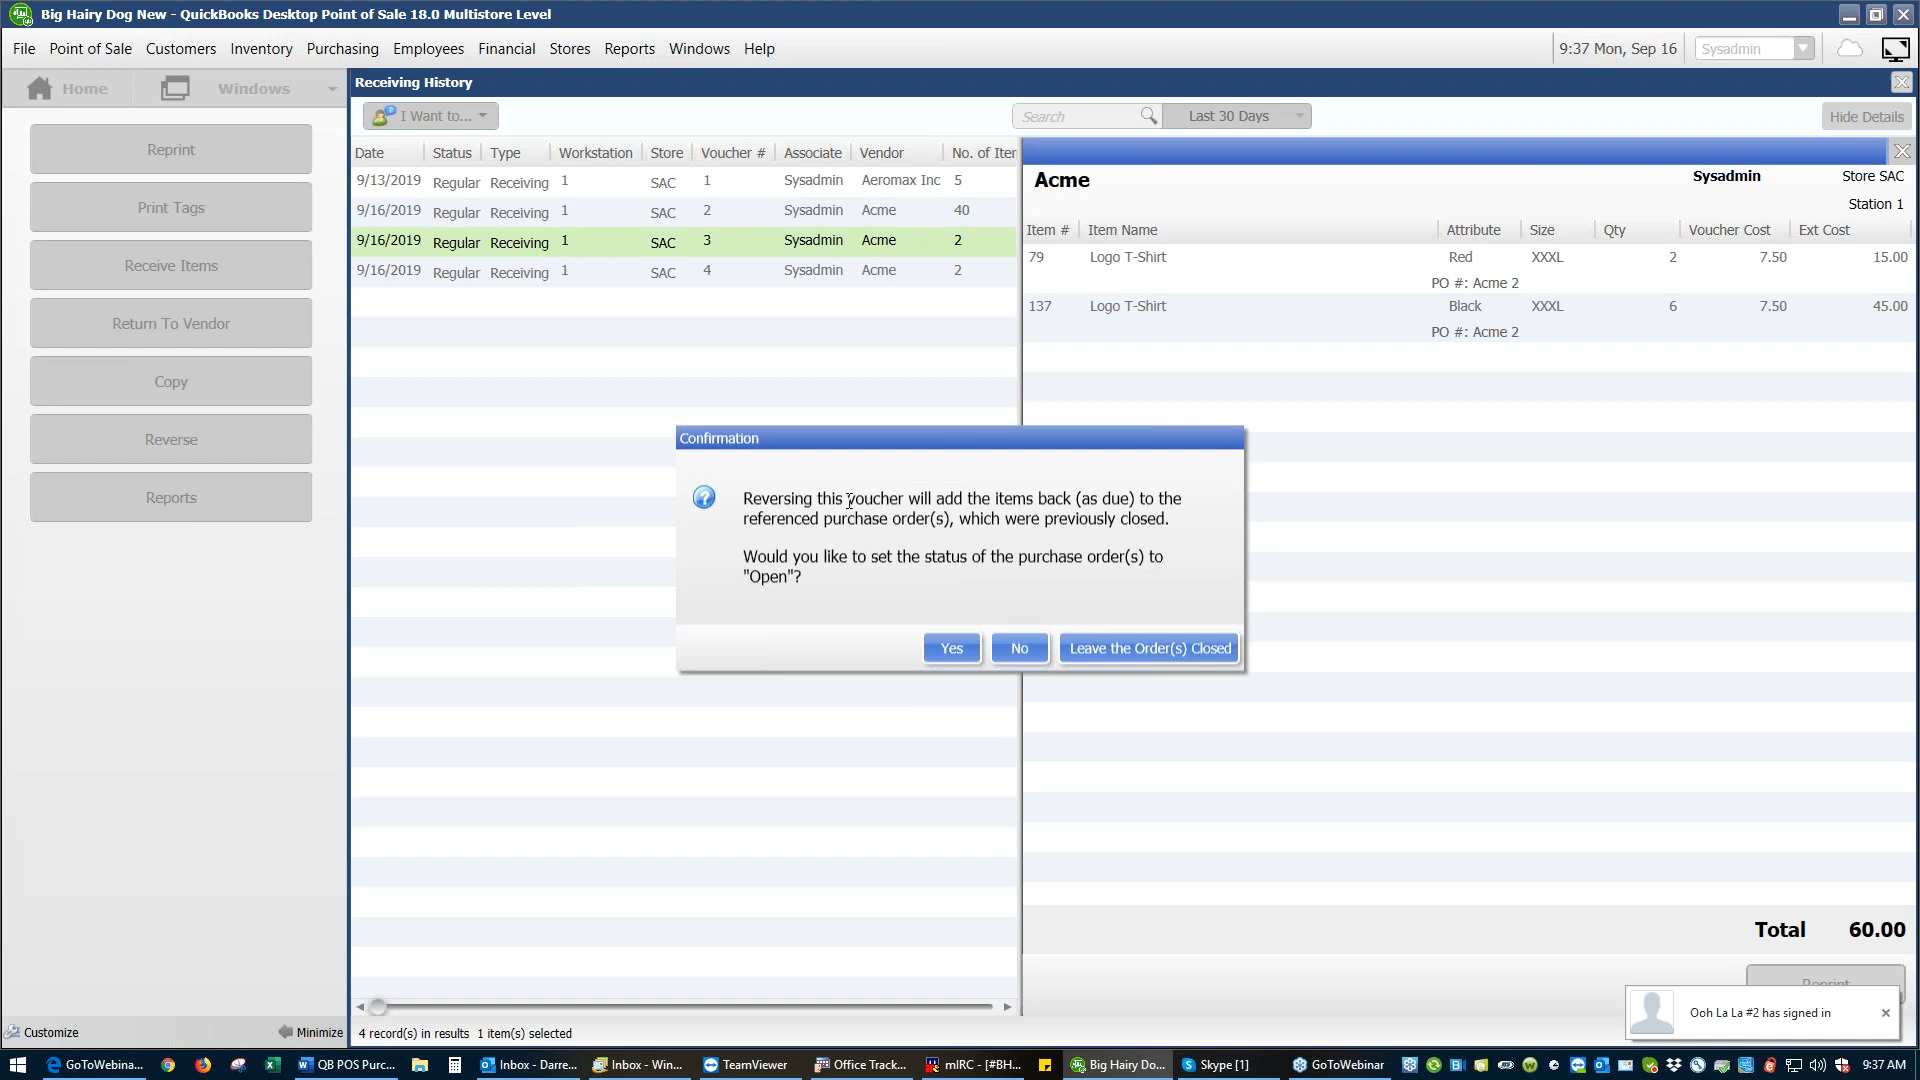 Big Hairy Dog New - QuickBooks Desktop Point of Sale 18.0 Multistore Level
File Point of Sale Customers Inventory Purchasing Employees Financial Stores Reports Windows Help
9:37 Mon, Sep 16 Sysadmin
Home Windows
Receiving History
I Want to... Search Last 30 Days Hide Details
Reprint
Print Tags
Receive Items
Return To Vendor
Copy
Reverse
Reports
Date Status Type Workstation Store Voucher # Associate Vendor No. of Iter
9/13/2019 Regular Receiving 1 SAC 1 Sysadmin Aeromax Inc 5
9/16/2019 Regular Receiving 1 SAC 2 Sysadmin Acme 40
9/16/2019 Regular Receiving 1 SAC 3 Sysadmin Acme 2
9/16/2019 Regular Receiving 1 SAC 4 Sysadmin Acme 2
Acme Sysadmin Store SAC
Station 1
Item # Item Name Attribute Size Qty Voucher Cost Ext Cost
79 Logo T-Shirt Red XXXL 2 7.50 15.00
PO #: Acme 2
137 Logo T-Shirt Black XXXL 6 7.50 45.00
PO #: Acme 2
Confirmation
Reversing this voucher will add the items back (as due) to the
referenced purchase order(s), which were previously closed.
Would you like to set the status of the purchase order(s) to
"Open"?
Yes No Leave the Order(s) Closed
Total 60.00
Reprint
Ooh La La #2 has signed in
Customize Minimize
4 record(s) in results 1 item(s) selected
GoToWebina... QB POS Purc... Inbox - Darre... Inbox - Win... TeamViewer Office Track... mIRC - [#BH... Big Hairy Do... Skype [1] GoToWebinar 9:37 AM